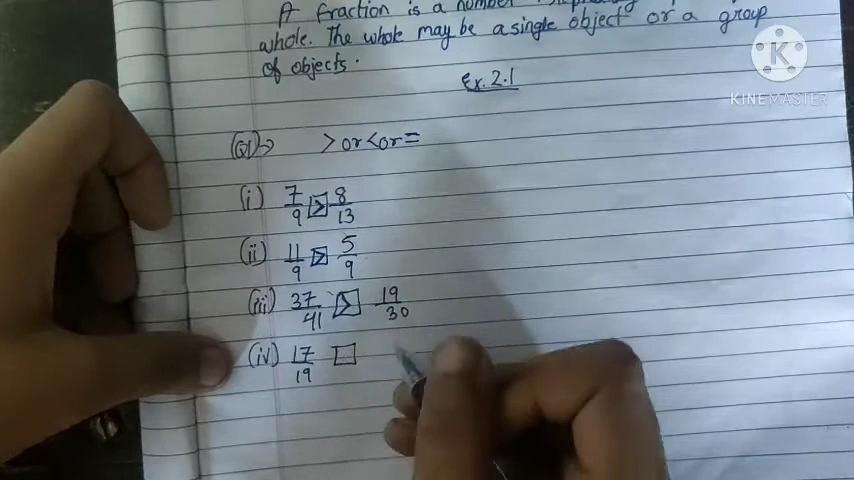 A fraction is a number
whole. The whole may be a single object or a group
of objects.
Ex. 2.1
Q1→ > or < or =
(i) 7/9 > 8/13
(ii) 11/9 > 5/9
(iii) 37/41 > 19/30
(iv) 17/19 □
K
KINEMASTER